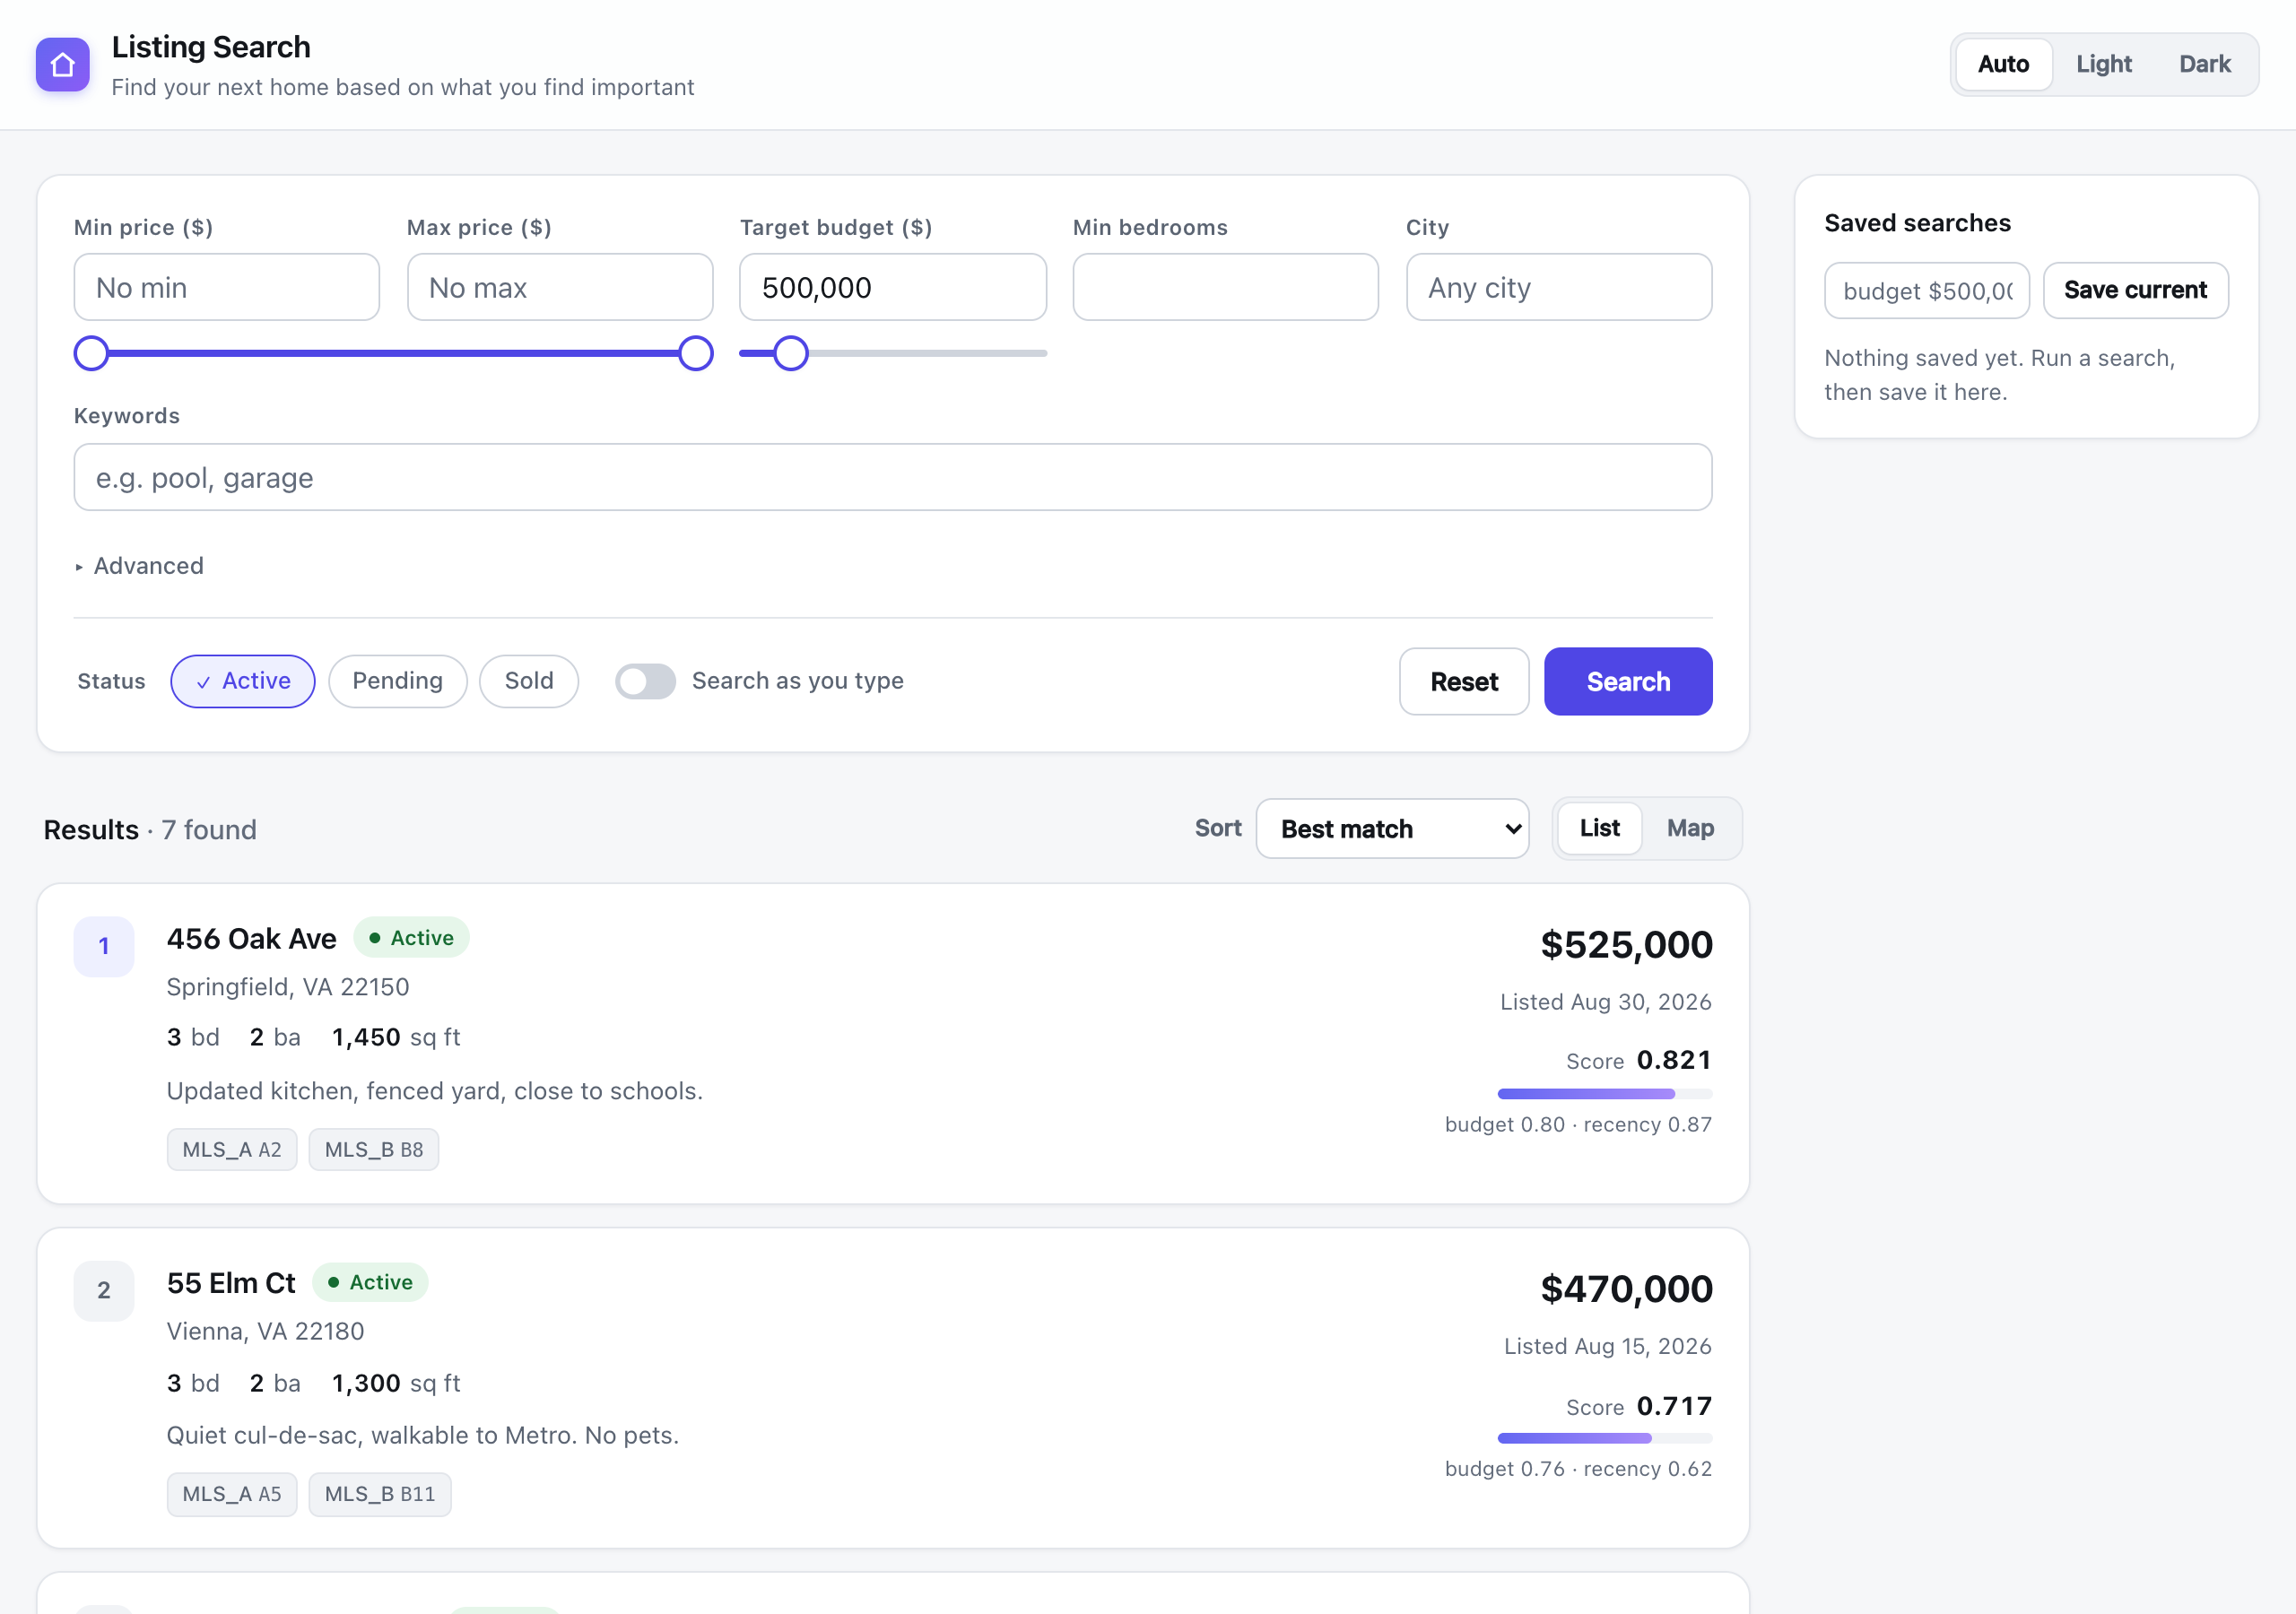 Listing Search
Find your next home based on what you find important
Auto Light Dark
Min price ($) Max price ($) Target budget ($) Min bedrooms City
No min No max 500,000 Any city
Keywords
e.g. pool, garage
▸ Advanced
Status ✓ Active Pending Sold Search as you type Reset Search
Saved searches
budget $500,00 Save current
Nothing saved yet. Run a search,
then save it here.
Results · 7 found
Sort Best match List Map
1 456 Oak Ave Active
Springfield, VA 22150
3 bd 2 ba 1,450 sq ft
Updated kitchen, fenced yard, close to schools.
MLS_A A2 MLS_B B8
$525,000
Listed Aug 30, 2026
Score 0.821
budget 0.80 · recency 0.87
2 55 Elm Ct Active
Vienna, VA 22180
3 bd 2 ba 1,300 sq ft
Quiet cul-de-sac, walkable to Metro. No pets.
MLS_A A5 MLS_B B11
$470,000
Listed Aug 15, 2026
Score 0.717
budget 0.76 · recency 0.62